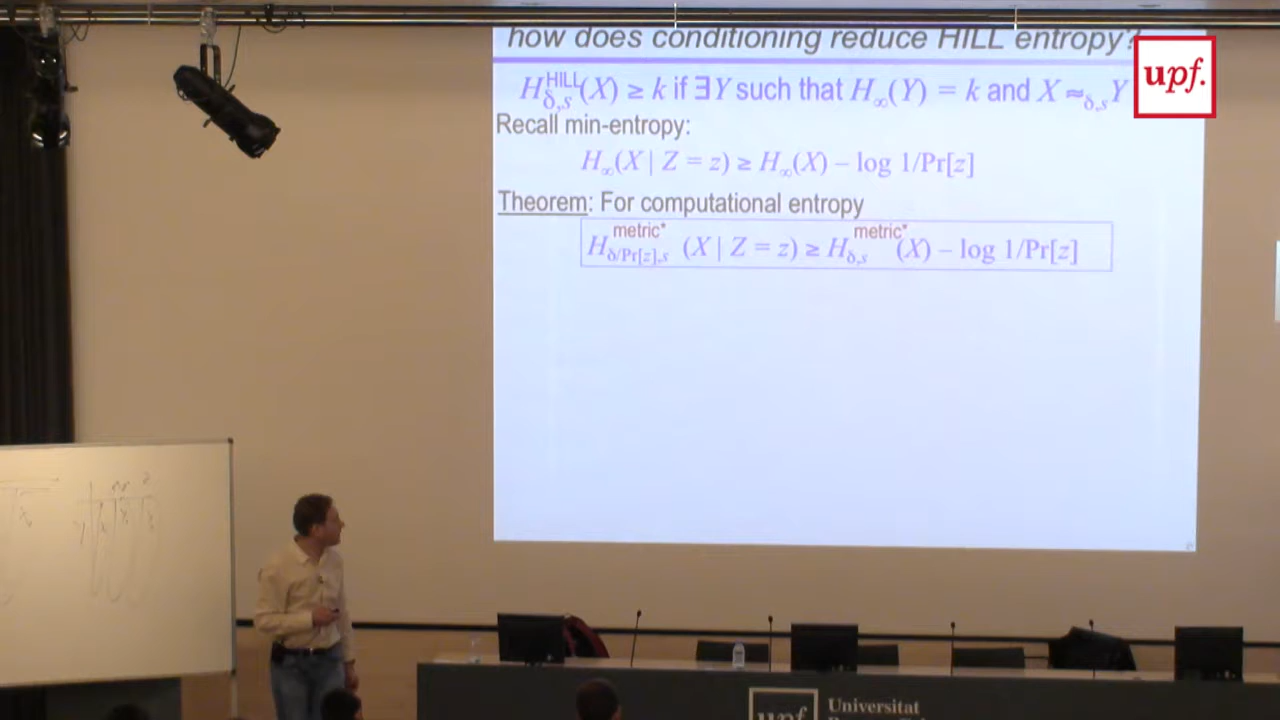 how does conditioning reduce HILL entropy?
H^HILL_δ,s(X) ≥ k if ∃Y such that H∞(Y) = k and X ≈δ,s Y
upf.
Recall min-entropy:
H∞(X | Z = z) ≥ H∞(X) – log 1/Pr[z]
Theorem: For computational entropy
H^metric*_δ/Pr[z],s (X | Z = z) ≥ H^metric*_δ,s (X) – log 1/Pr[z]
upf.
Universitat